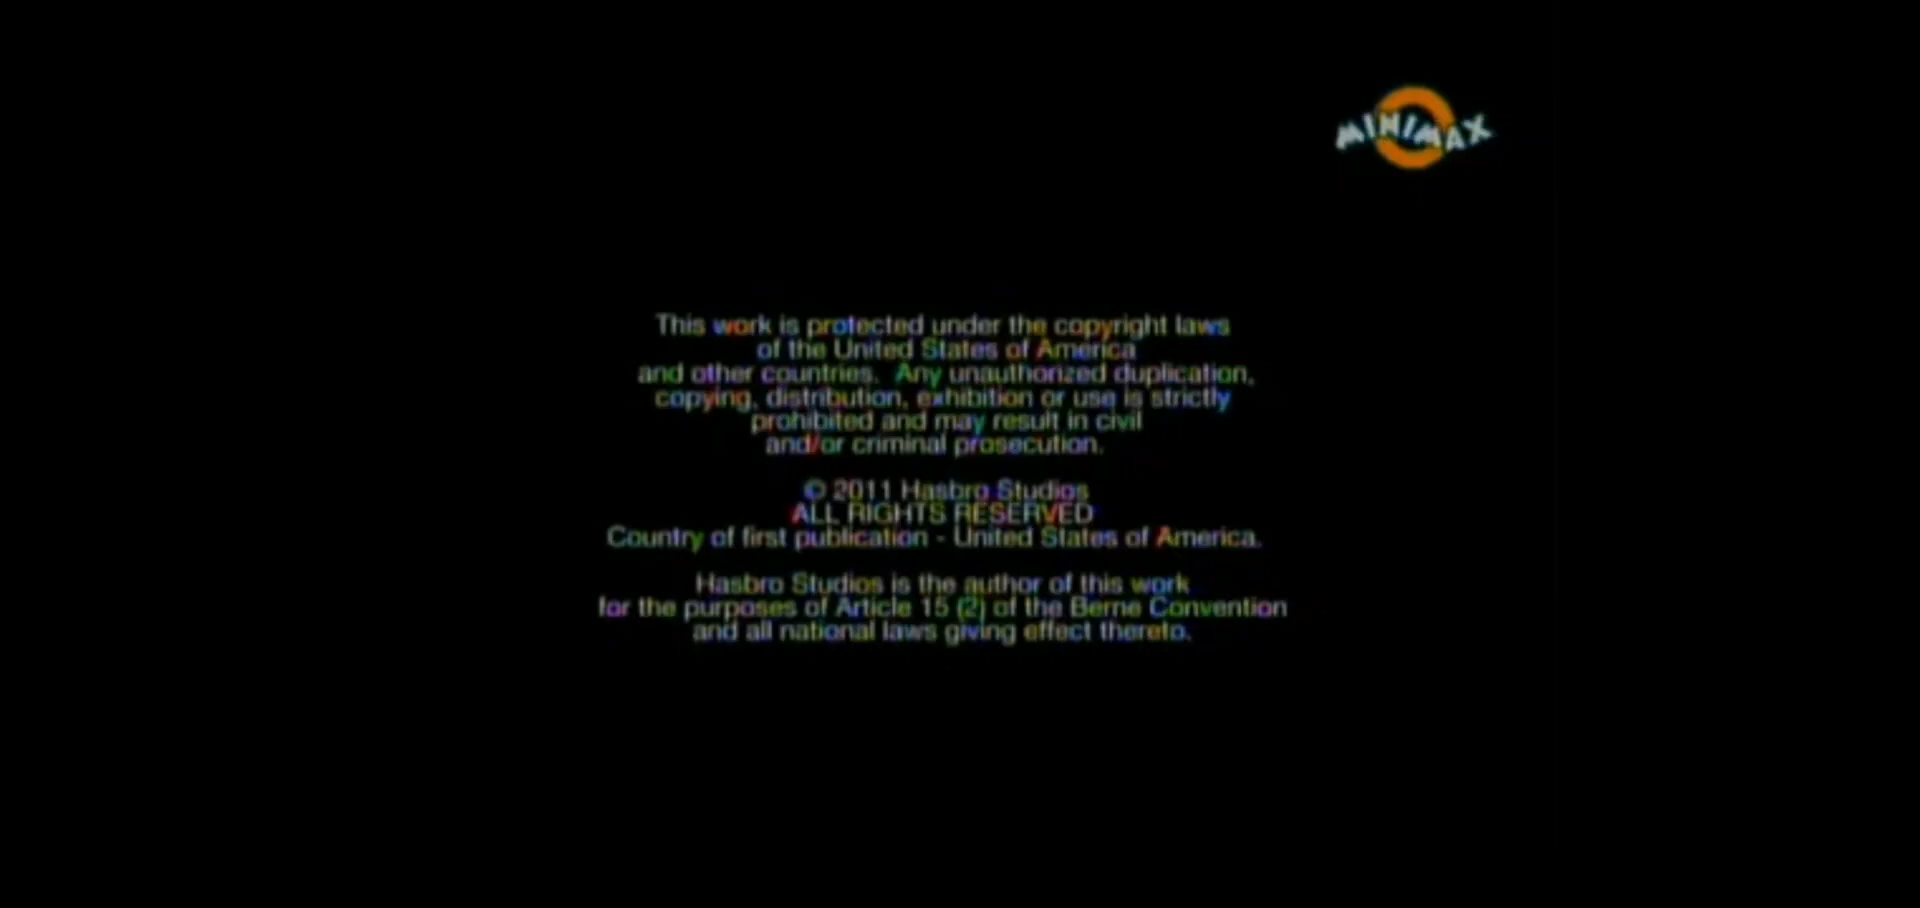 MINIMAX
This work is protected under the copyright laws
of the United States of America
and other countries. Any unauthorized duplication,
copying, distribution, exhibition or use is strictly
prohibited and may result in civil
and/or criminal prosecution.
© 2011 Hasbro Studios
ALL RIGHTS RESERVED
Country of first publication - United States of America.
Hasbro Studios is the author of this work
for the purposes of Article 15 (2) of the Berne Convention
and all national laws giving effect thereto.